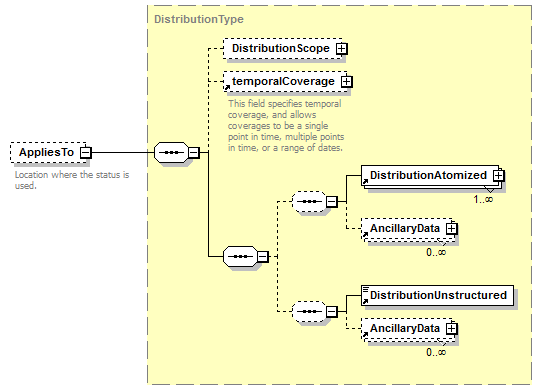 DistributionType
DistributionScope
temporalCoverage
This field specifies temporal
coverage, and allows
coverages to be a single
point in time, multiple points
in time, or a range of dates.
AppliesTo
Location where the status is
used.
DistributionAtomized
1..∞
AncillaryData
0..∞
DistributionUnstructured
AncillaryData
0..∞